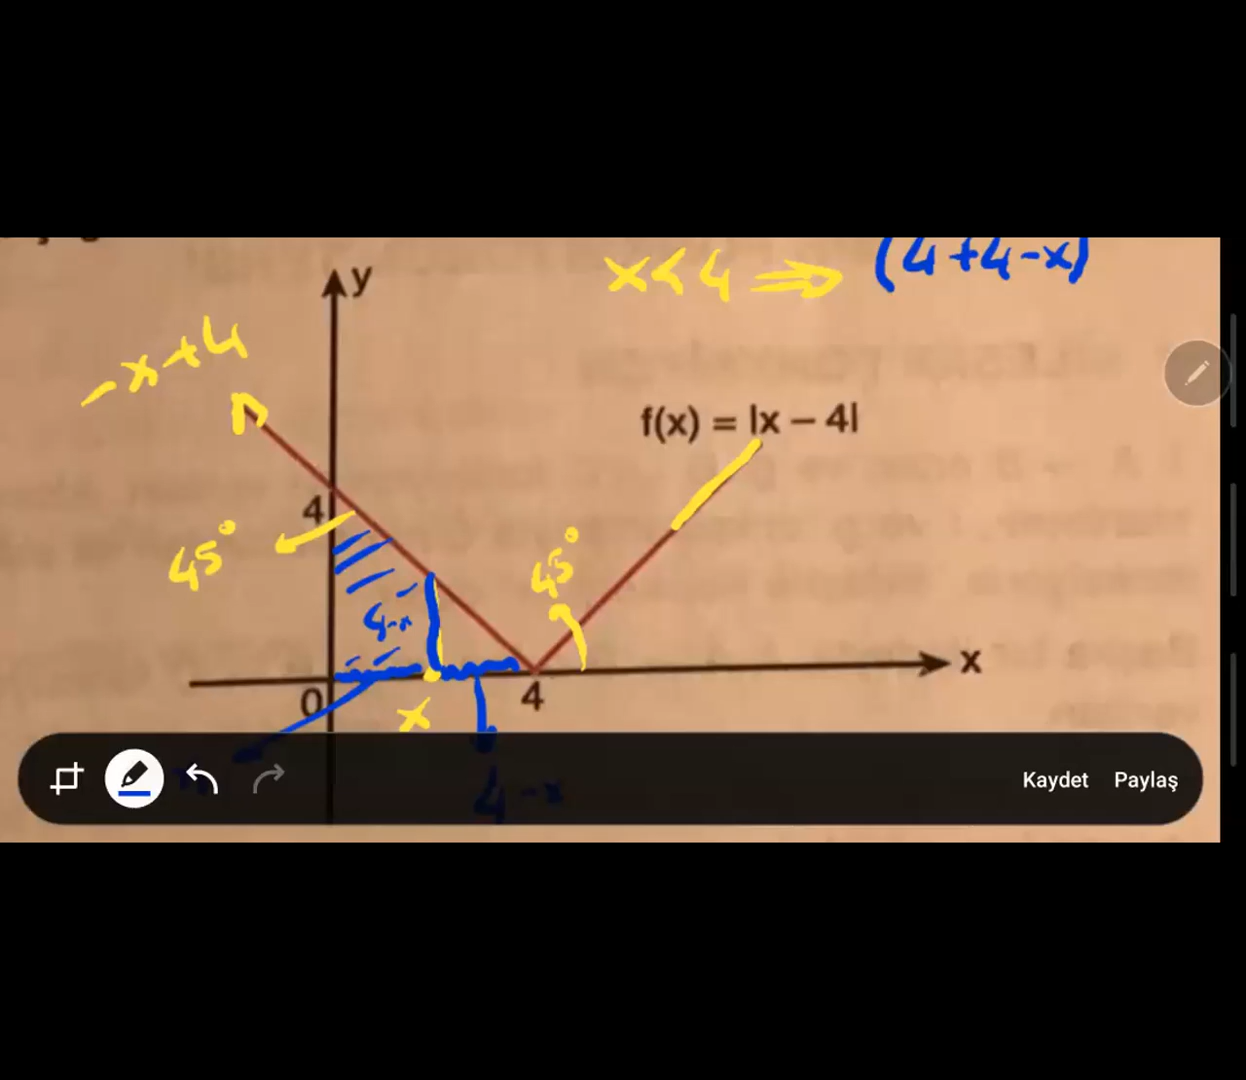 x<4 ⇒ (4+4-x)
y
-x+4
f(x) = |x – 4|
4
45°
45°
4-x
x
0
x
4
4-x
Kaydet Paylaş